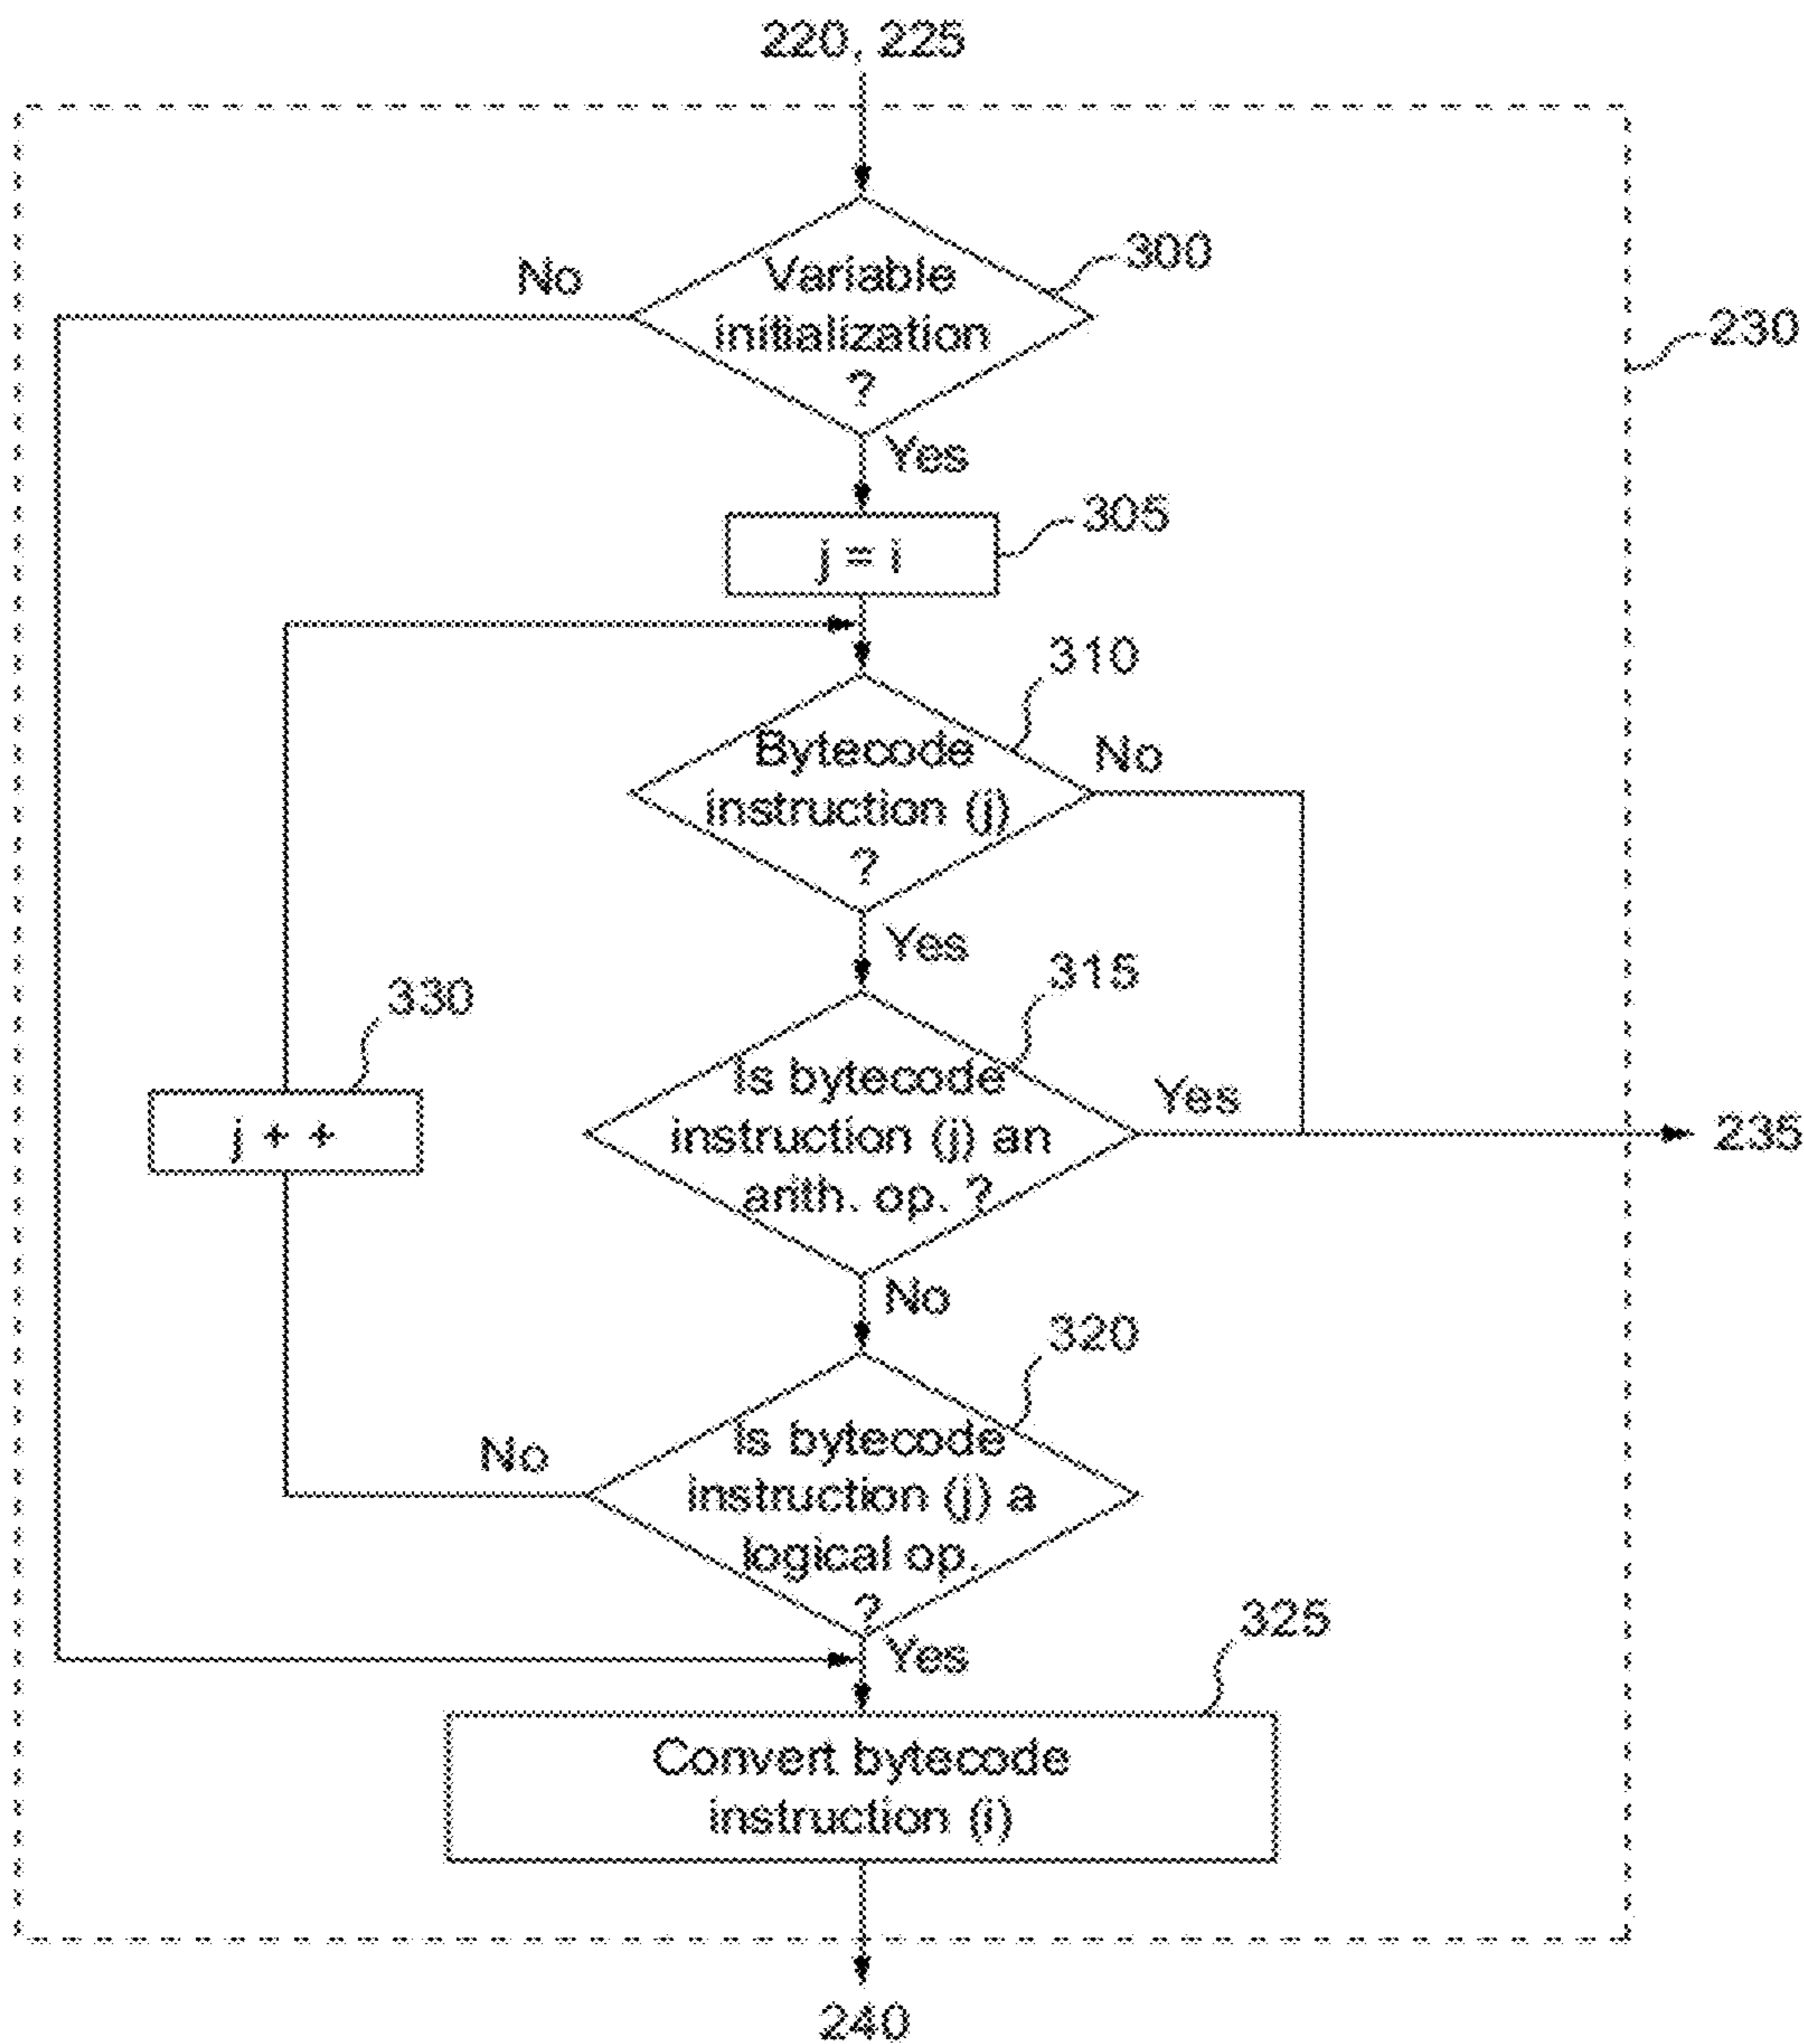 220, 225
300
No
Variable
initialization
?
230
Yes
305
j = i
310
Bytecode
instruction (j)
?
No
Yes
315
330
Is bytecode
instruction (j) an
arith. op. ?
Yes
235
j + +
No
320
Is bytecode
instruction (j) a
logical op.
?
No
325
Yes
Convert bytecode
instruction (i)
240